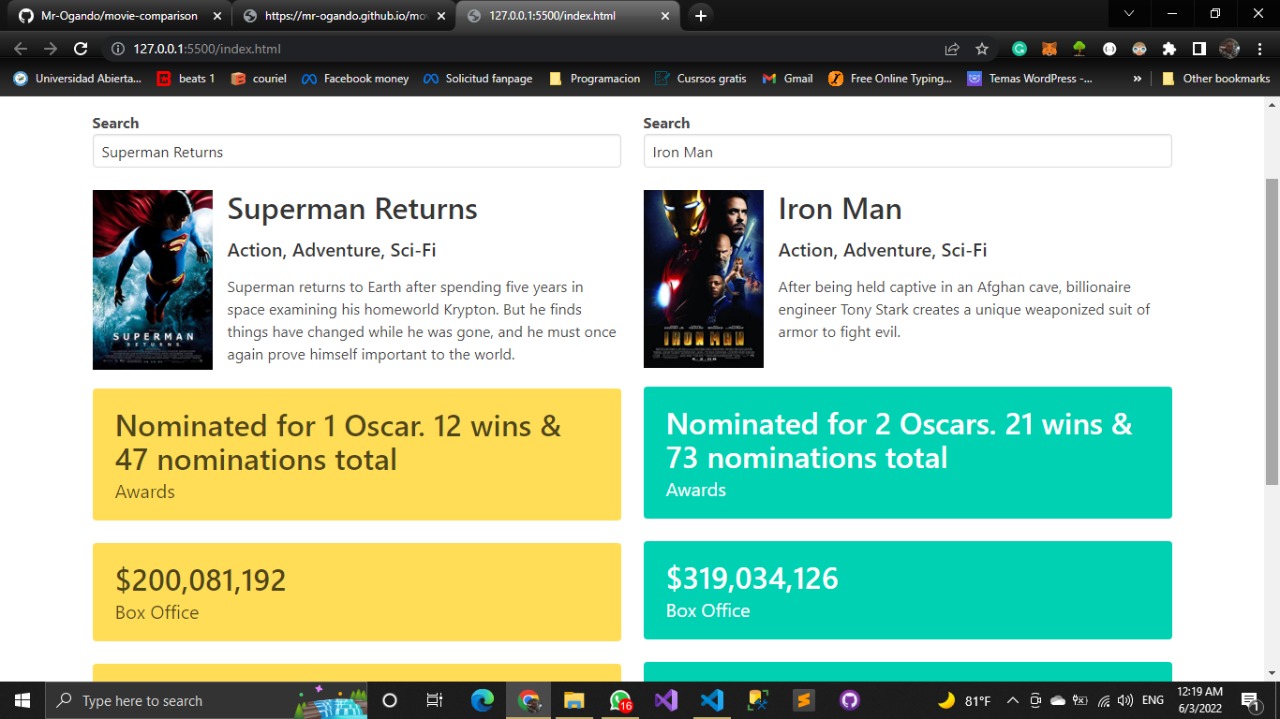 Mr-Ogando/movie-comparison
https://mr-ogando.github.io/mo
127.0.0.1:5500/index.html
127.0.0.1:5500/index.html
Universidad Abierta...
beats 1
couriel
Facebook money
Solicitud fanpage
Programacion
Cusrsos gratis
Gmail
Free Online Typing...
Temas WordPress -...
»
Other bookmarks
Search
Superman Returns
SUPERMAN
RETURNS
Superman Returns
Action, Adventure, Sci-Fi
Superman returns to Earth after spending five years in
space examining his homeworld Krypton. But he finds
things have changed while he was gone, and he must once
again prove himself important to the world.
Nominated for 1 Oscar. 12 wins &
47 nominations total
Awards
$200,081,192
Box Office
Search
Iron Man
IRON MAN
Iron Man
Action, Adventure, Sci-Fi
After being held captive in an Afghan cave, billionaire
engineer Tony Stark creates a unique weaponized suit of
armor to fight evil.
Nominated for 2 Oscars. 21 wins &
73 nominations total
Awards
$319,034,126
Box Office
Type here to search
16
81°F
ENG
12:19 AM
6/3/2022
1